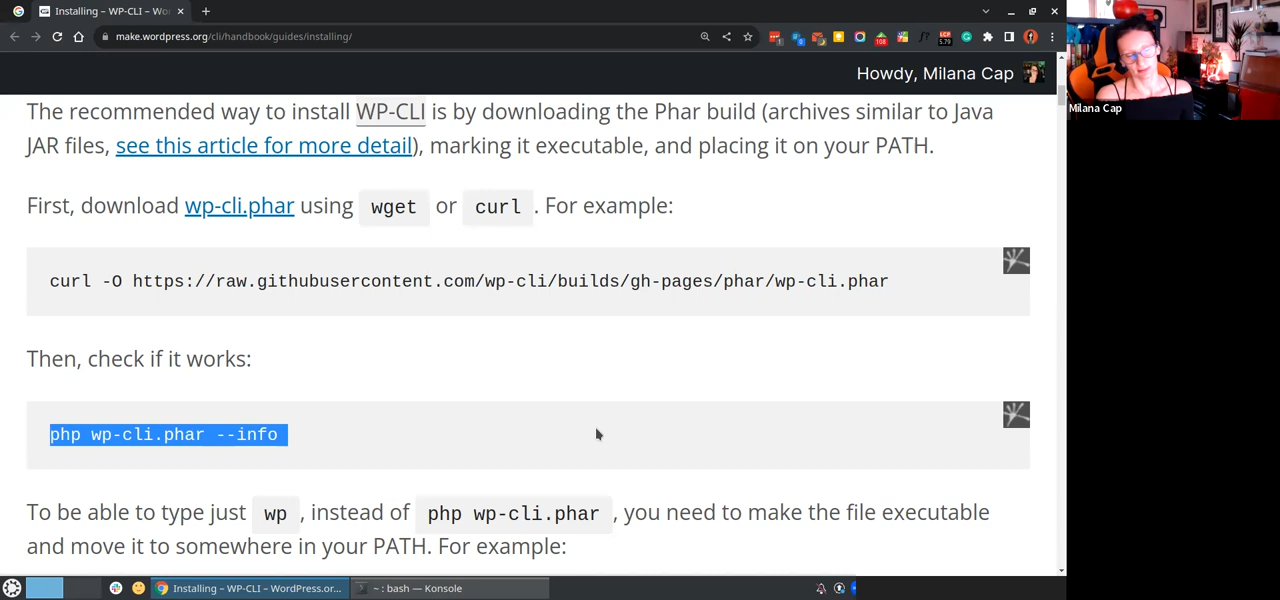 Installing – WP-CLI – Wo
make.wordpress.org/cli/handbook/guides/installing/
108
LCP
5.79
f?
Howdy, Milana Cap
Milana Cap
The recommended way to install WP-CLI is by downloading the Phar build (archives similar to Java
JAR files, see this article for more detail), marking it executable, and placing it on your PATH.
First, download wp-cli.phar using wget or curl . For example:
curl -O https://raw.githubusercontent.com/wp-cli/builds/gh-pages/phar/wp-cli.phar
Then, check if it works:
php wp-cli.phar --info
To be able to type just wp , instead of php wp-cli.phar , you need to make the file executable
and move it to somewhere in your PATH. For example:
Installing – WP-CLI – WordPress.or...
~ : bash — Konsole